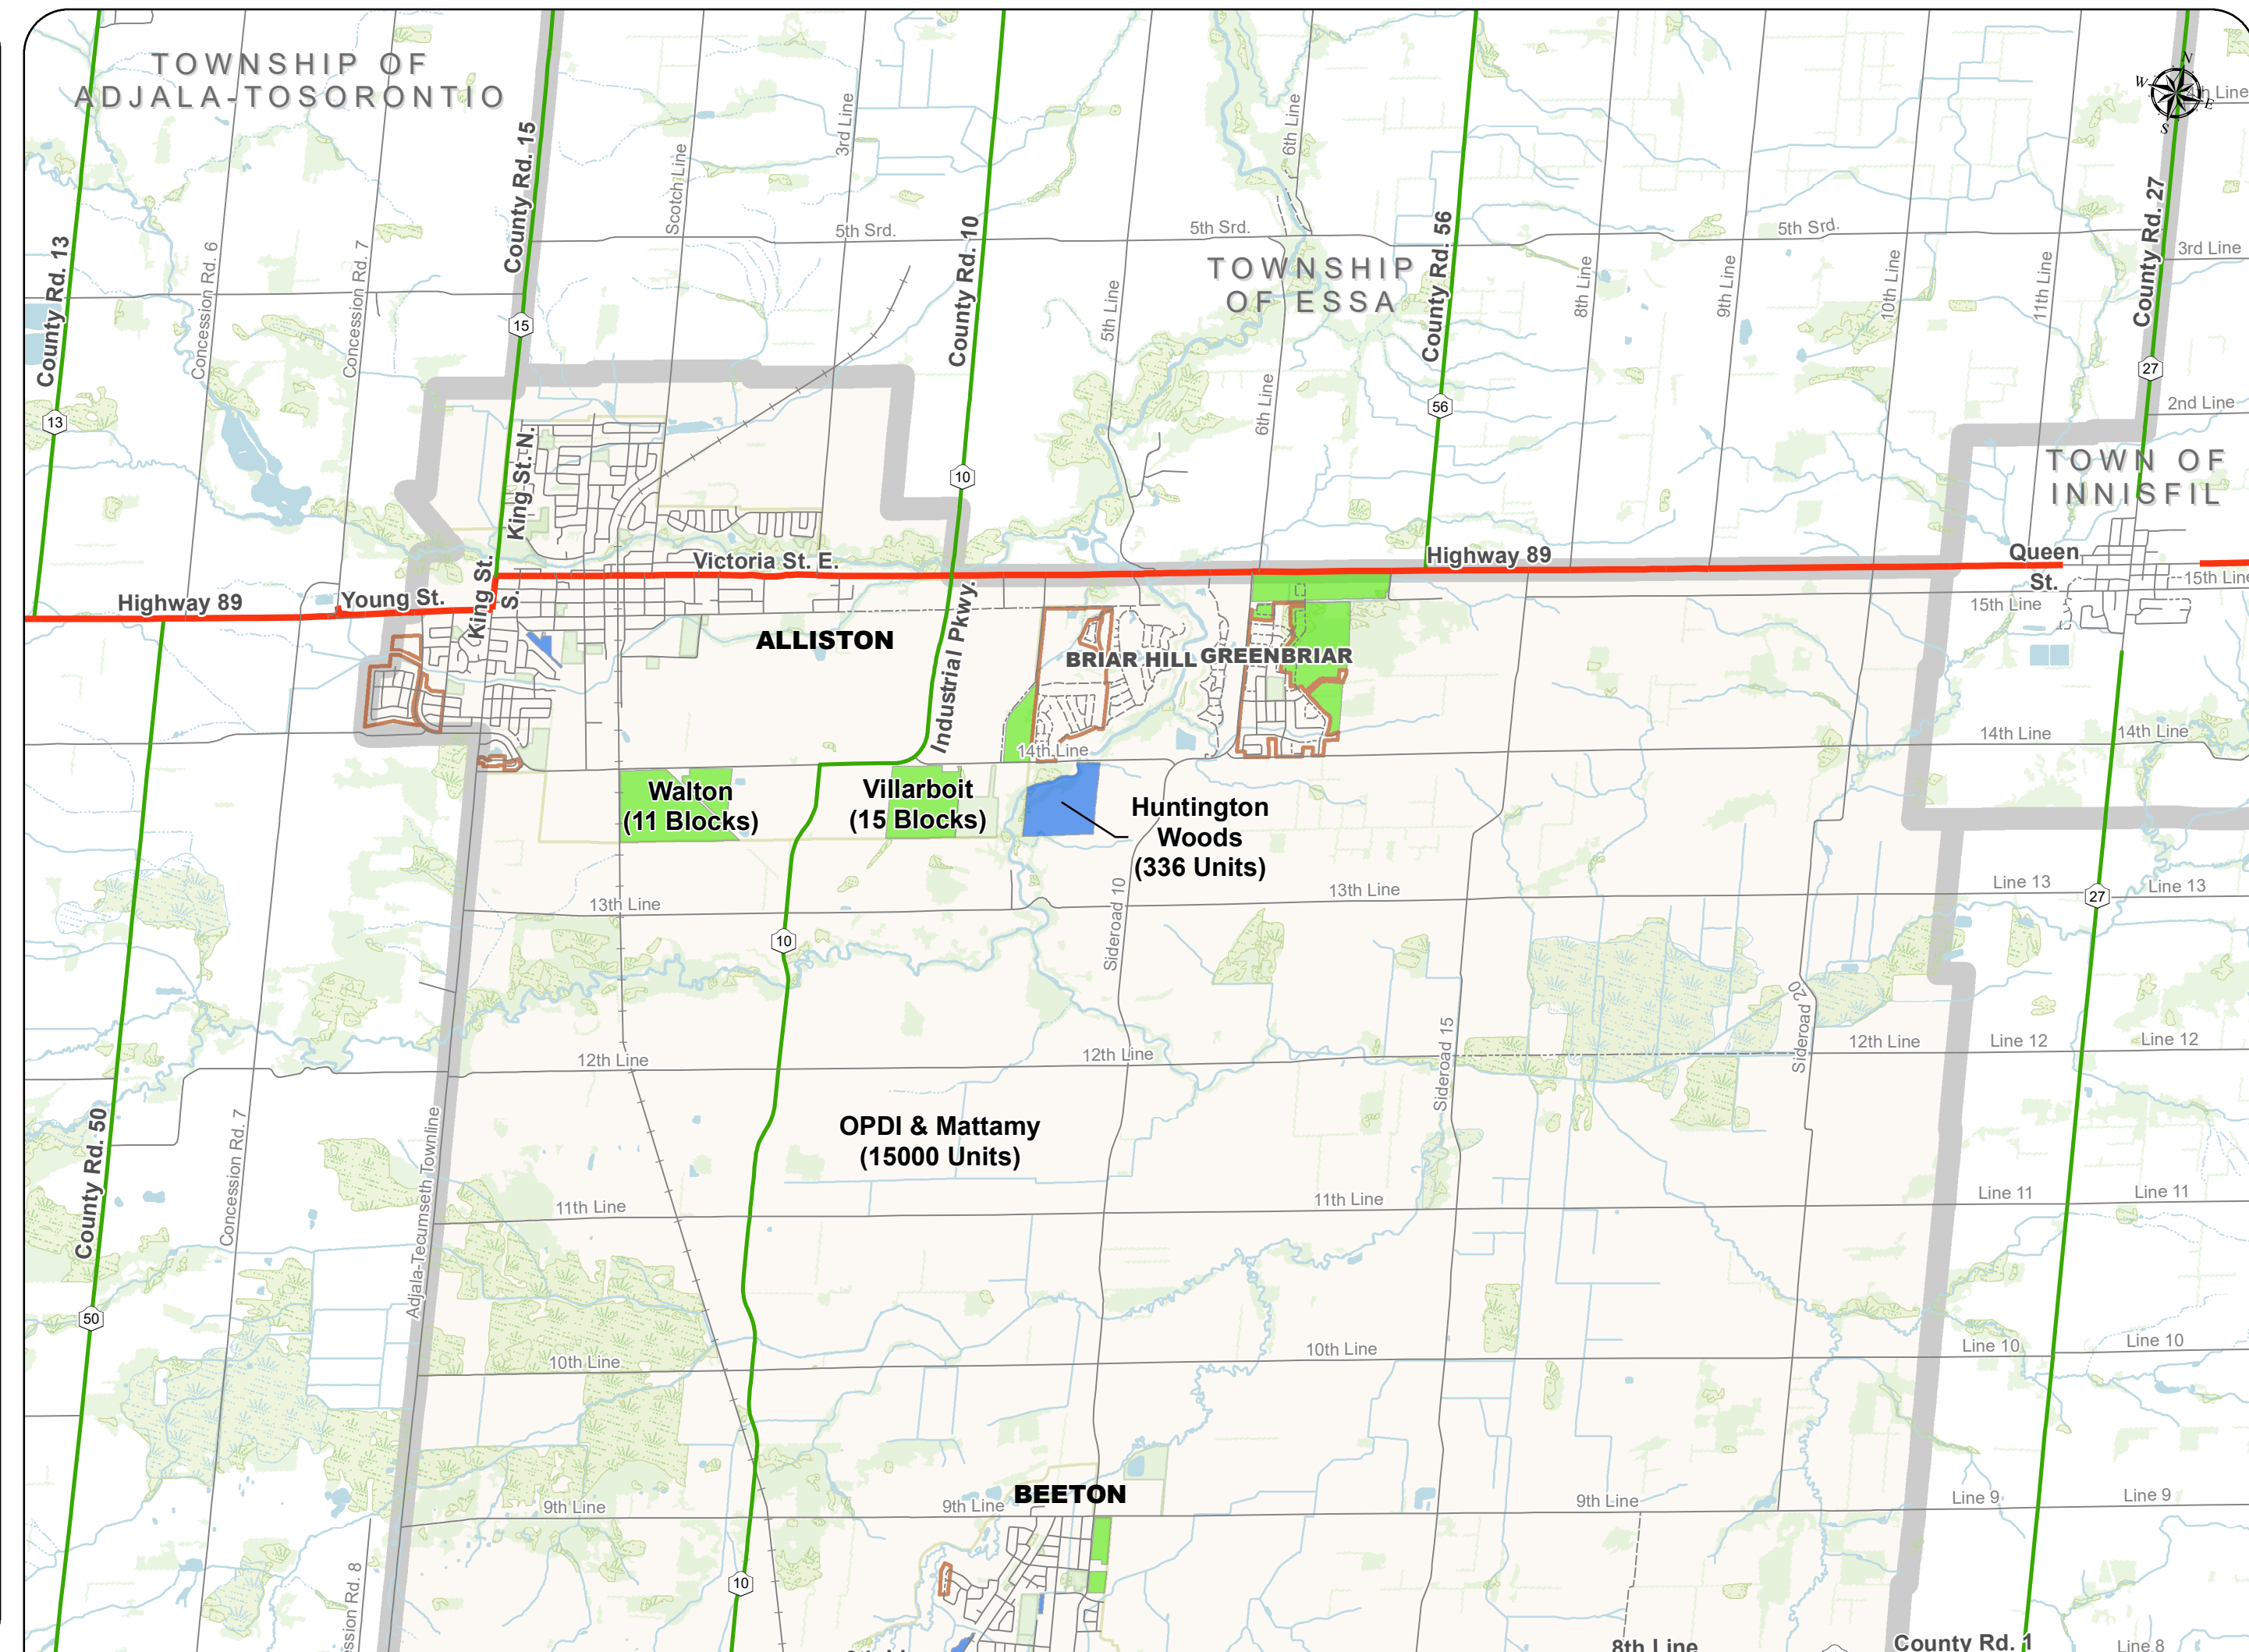 TOWNSHIP OF
ADJALA-TOSORONTIO
N
W
E
S
Line
County Rd. 15
3rd Line
Scotch Line
6th Line
County Rd. 27
County Rd. 13
Concession Rd. 6
Concession Rd. 7
5th Srd.
County Rd. 10
5th Srd.
County Rd. 56
5th Srd.
3rd Line
TOWNSHIP
OF ESSA
5th Line
8th Line
9th Line
10th Line
11th Line
15
27
6th Line
56
2nd Line
13
King St. N.
10
TOWN OF
INNISFIL
Victoria St. E.
Highway 89
Queen
St.
15th Line
15th Line
Highway 89
Young St.
King St.
S.
Industrial Pkwy.
ALLISTON
BRIAR HILL
GREENBRIAR
14th Line
14th Line
14th Line
Walton
(11 Blocks)
Villarboit
(15 Blocks)
Huntington
Woods
(336 Units)
13th Line
Sideroad 10
13th Line
Line 13
Line 13
27
10
Sideroad 20
Sideroad 15
12th Line
12th Line
12th Line
Line 12
Line 12
County Rd. 50
Concession Rd. 7
Adjala-Tecumseth Townline
OPDI & Mattamy
(15000 Units)
11th Line
11th Line
Line 11
Line 11
50
10th Line
10th Line
Line 10
Line 10
9th Line
9th Line
BEETON
9th Line
Line 9
Line 9
10
ssion Rd. 8
8th Line
County Rd. 1
Line 8